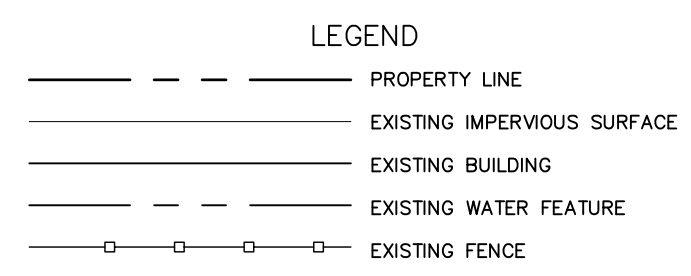 LEGEND
PROPERTY LINE
EXISTING IMPERVIOUS SURFACE
EXISTING BUILDING
EXISTING WATER FEATURE
EXISTING FENCE